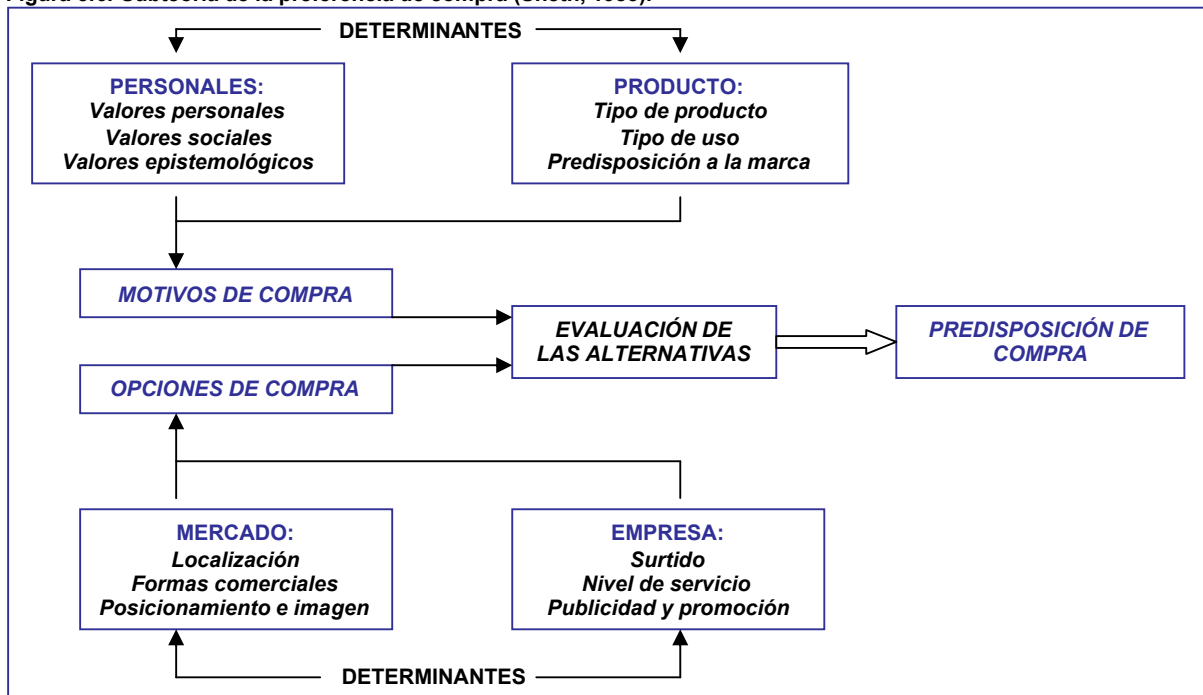 DETERMINANTES
PERSONALES:
Valores personales
Valores sociales
Valores epistemológicos
PRODUCTO:
Tipo de producto
Tipo de uso
Predisposición a la marca
MOTIVOS DE COMPRA
OPCIONES DE COMPRA
EVALUACIÓN DE
LAS ALTERNATIVAS
PREDISPOSICIÓN DE
COMPRA
MERCADO:
Localización
Formas comerciales
Posicionamiento e imagen
EMPRESA:
Surtido
Nivel de servicio
Publicidad y promoción
DETERMINANTES